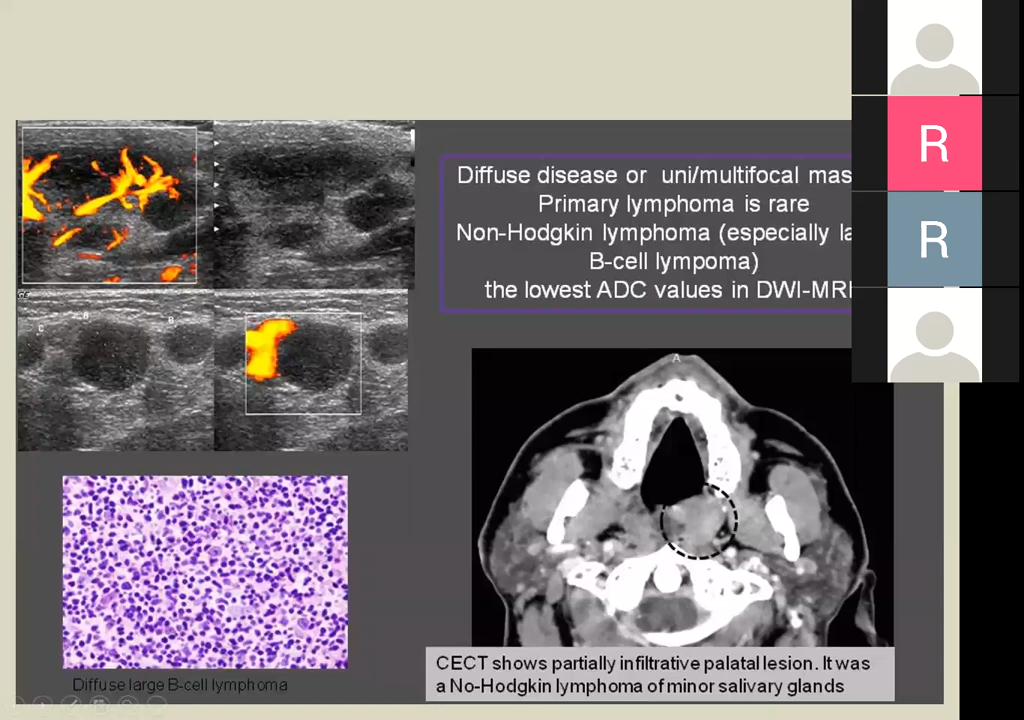 Diffuse disease or uni/multifocal mas
Primary lymphoma is rare
Non-Hodgkin lymphoma (especially la
B-cell lympoma)
the lowest ADC values in DWI-MRI
R
R
C
B
B
A
CECT shows partially infiltrative palatal lesion. It was
a No-Hodgkin lymphoma of minor salivary glands
Diffuse large B-cell lymphoma